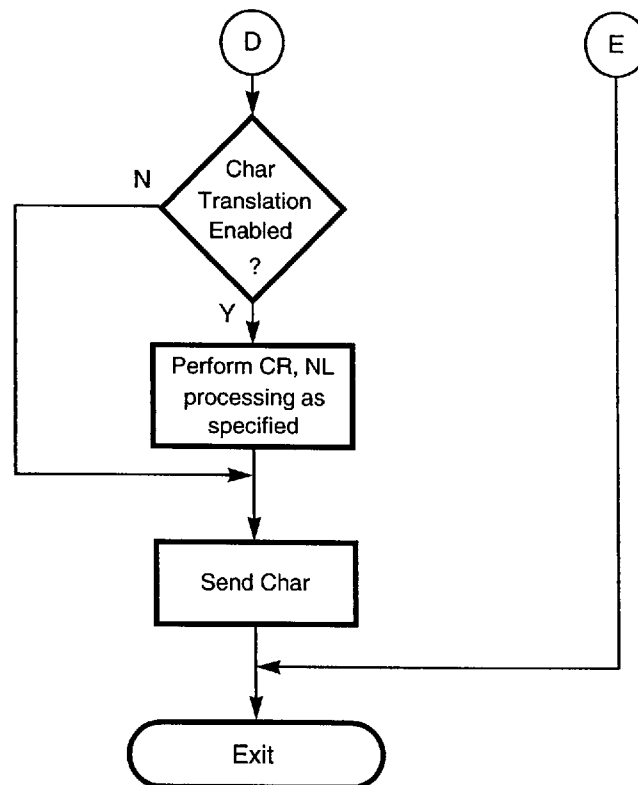 D
E
N
Char
Translation
Enabled
?
Y
Perform CR, NL
processing as
specified
Send Char
Exit